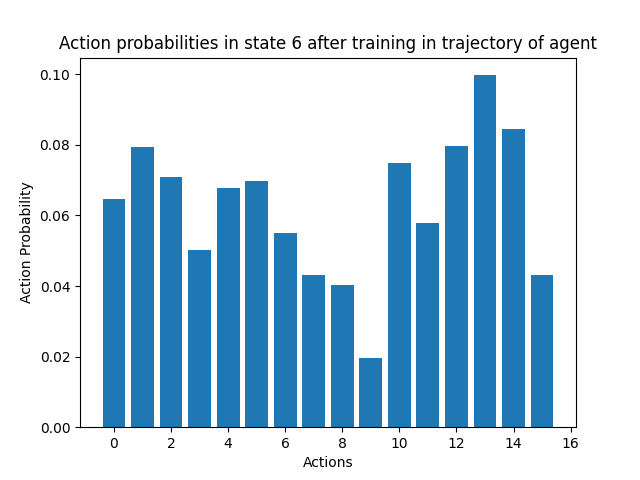 Action probabilities in state 6 after training in trajectory of agent
0.10
0.08
0.06
0.04
0.02
0.00
Action Probability
0 2 4 6 8 10 12 14 16
Actions